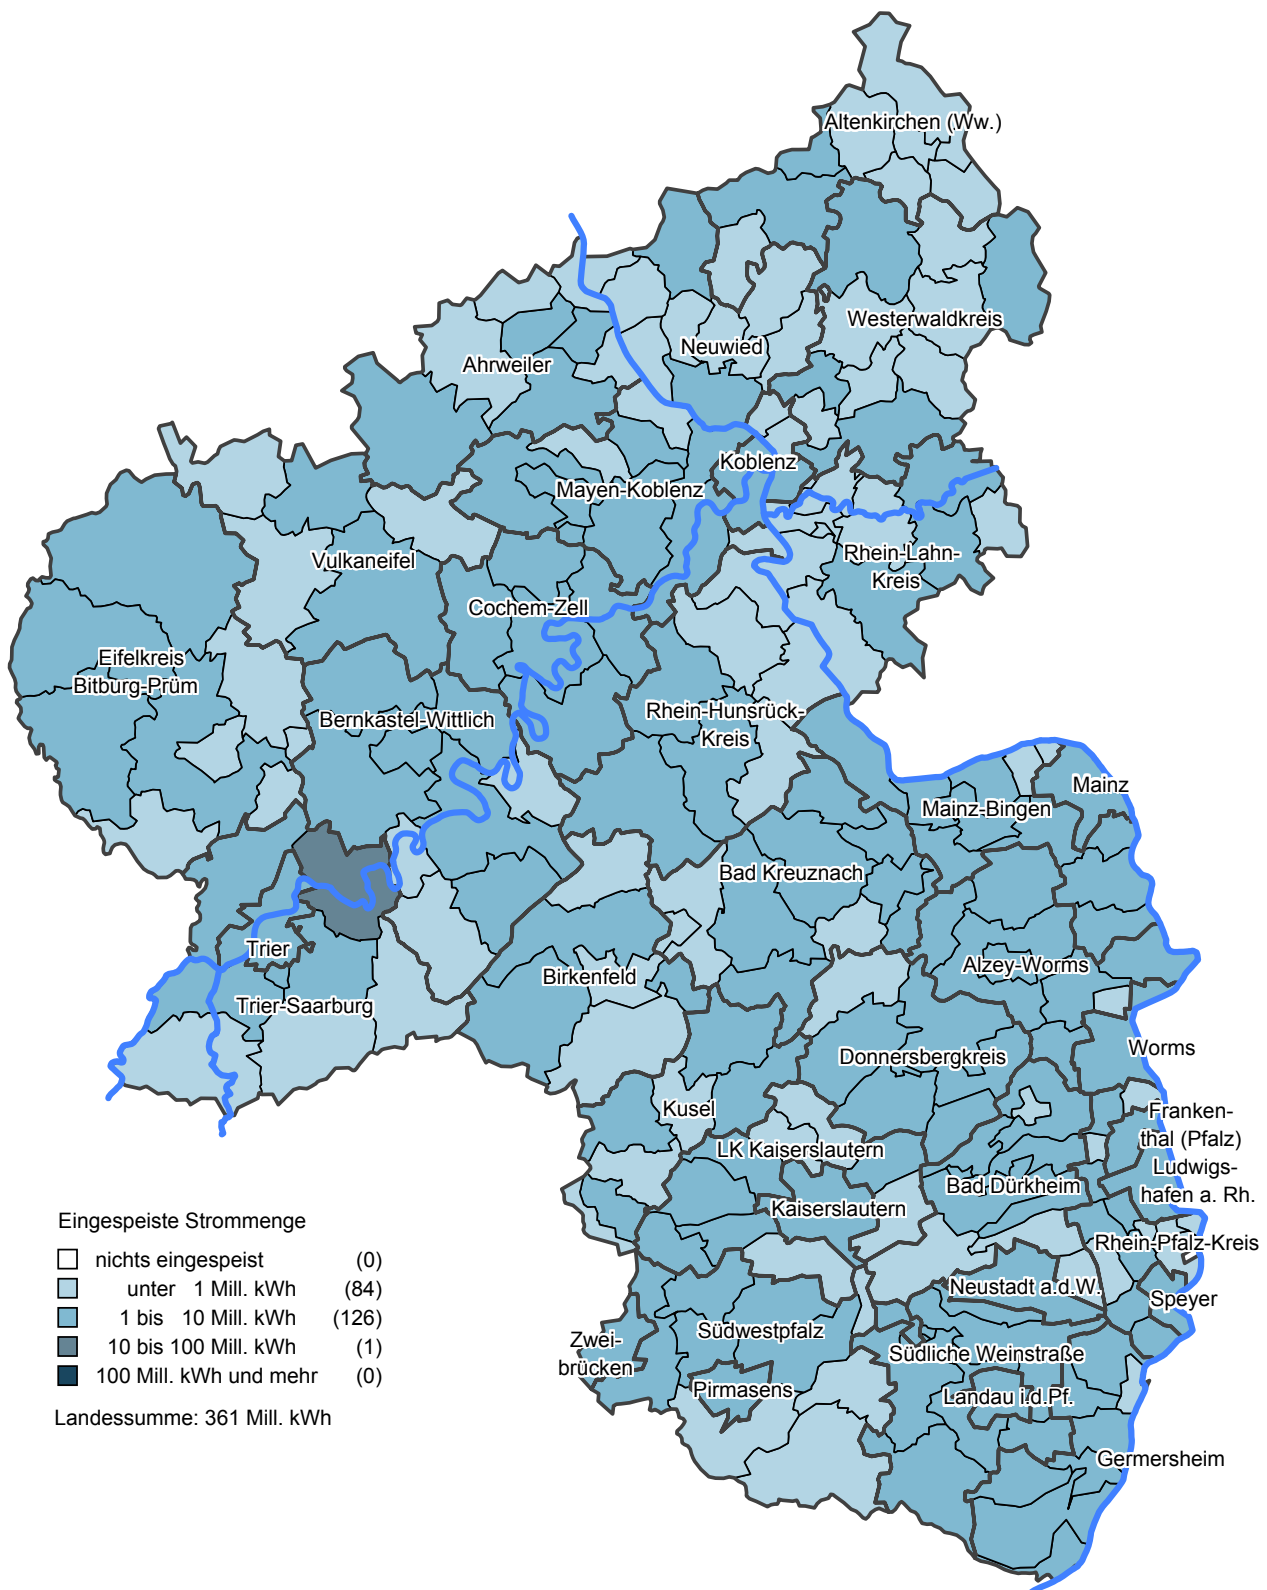 Altenkirchen (Ww.)
Westerwaldkreis
Neuwied
Ahrweiler
Koblenz
Mayen-Koblenz
Vulkaneifel
Rhein-Lahn-
Kreis
Cochem-Zell
Eifelkreis
Bitburg-Prüm
Bernkastel-Wittlich
Rhein-Hunsrück-
Kreis
Mainz
Mainz-Bingen
Bad Kreuznach
Trier
Alzey-Worms
Birkenfeld
Trier-Saarburg
Donnersbergkreis
Worms
Kusel
Franken-
thal (Pfalz)
LK Kaiserslautern
Ludwigs-
hafen a. Rh.
Bad Dürkheim
Kaiserslautern
Rhein-Pfalz-Kreis
Neustadt a.d.W.
Speyer
Südwestpfalz
Zwei-
brücken
Südliche Weinstraße
Pirmasens
Landau i.d.Pf.
Germersheim
Eingespeiste Strommenge
nichts eingespeist (0)
unter 1 Mill. kWh (84)
1 bis 10 Mill. kWh (126)
10 bis 100 Mill. kWh (1)
100 Mill. kWh und mehr (0)
Landessumme: 361 Mill. kWh